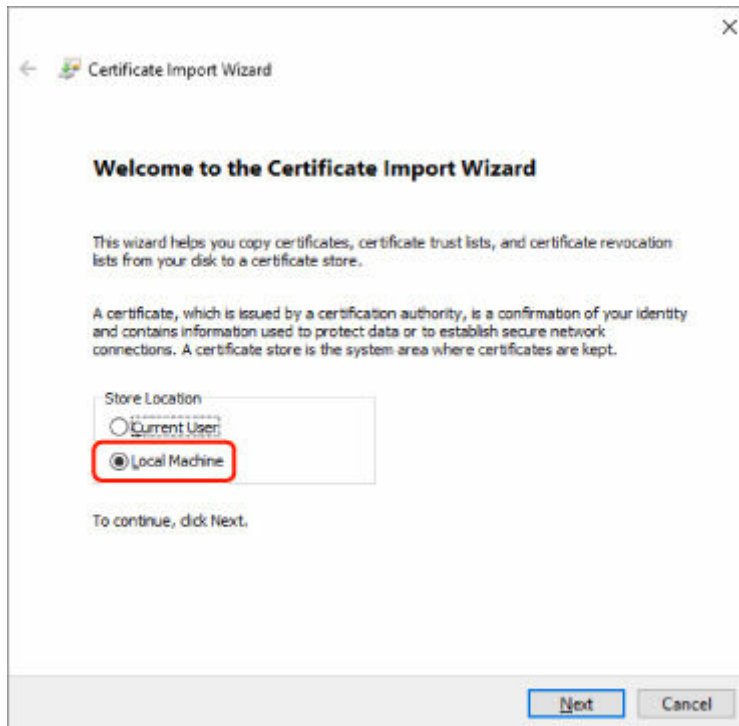 Certificate Import Wizard
Welcome to the Certificate Import Wizard
This wizard helps you copy certificates, certificate trust lists, and certificate revocation
lists from your disk to a certificate store.
A certificate, which is issued by a certification authority, is a confirmation of your identity
and contains information used to protect data or to establish secure network
connections. A certificate store is the system area where certificates are kept.
Store Location
Current User
Local Machine
To continue, click Next.
Next
Cancel